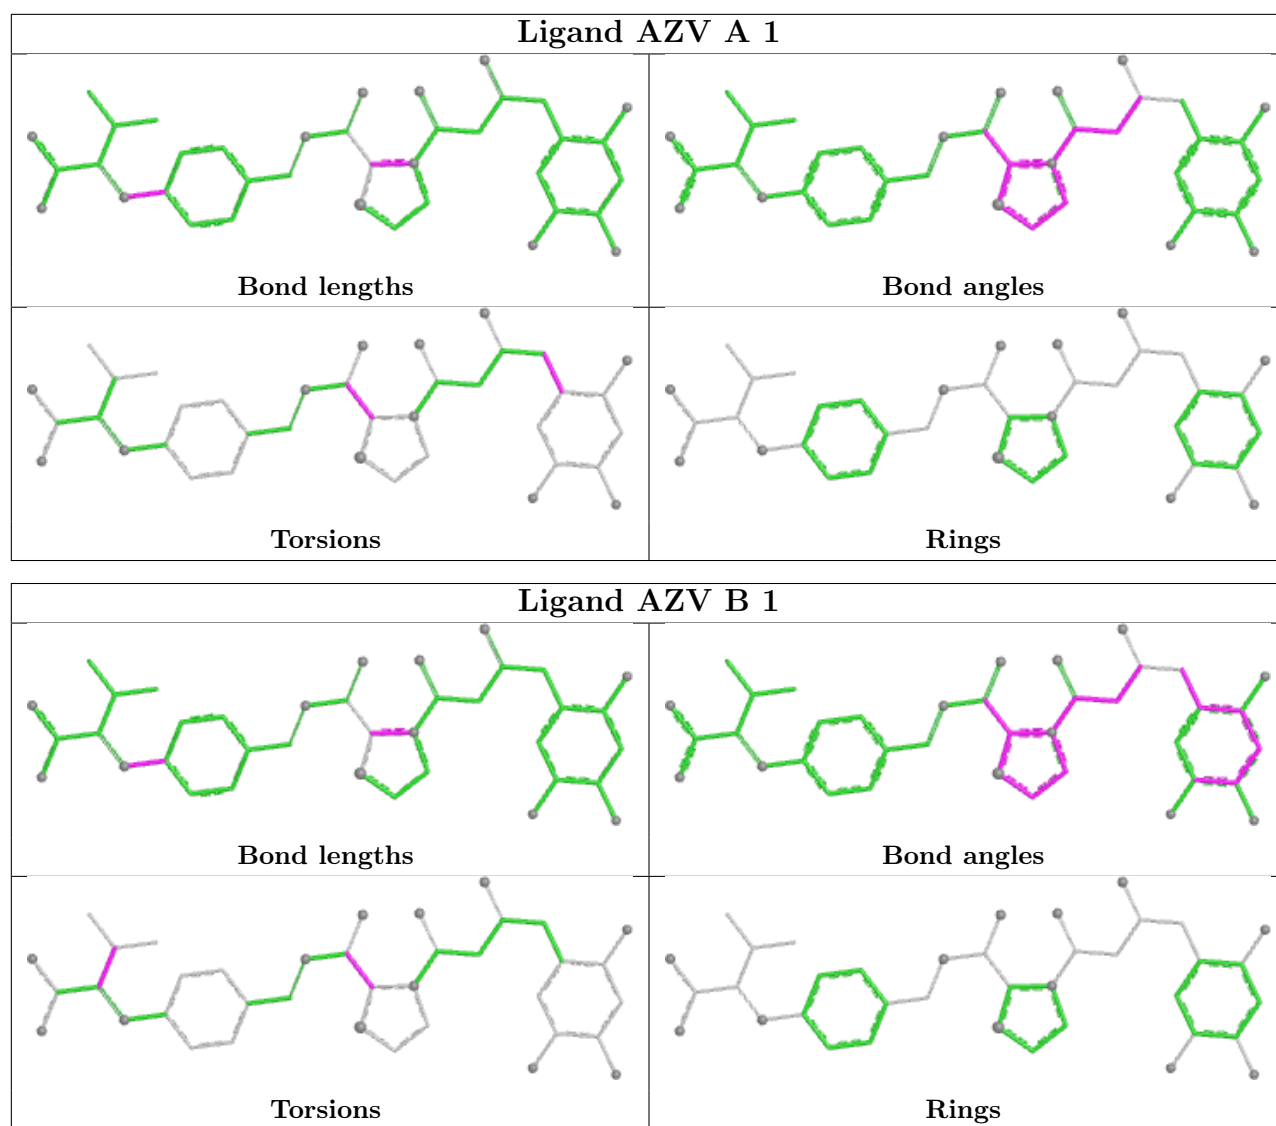 Ligand AZV A 1
Bond lengths
Bond angles
Torsions
Rings
Ligand AZV B 1
Bond lengths
Bond angles
Torsions
Rings